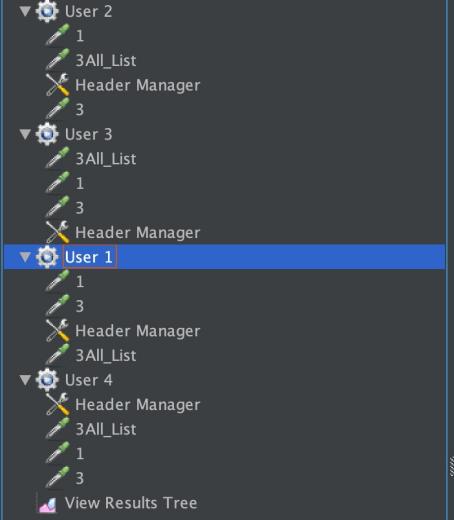 User 2
1
3All_List
Header Manager
3
User 3
3All_List
1
3
Header Manager
User 1
1
3
Header Manager
3All_List
User 4
Header Manager
3All_List
1
3
View Results Tree